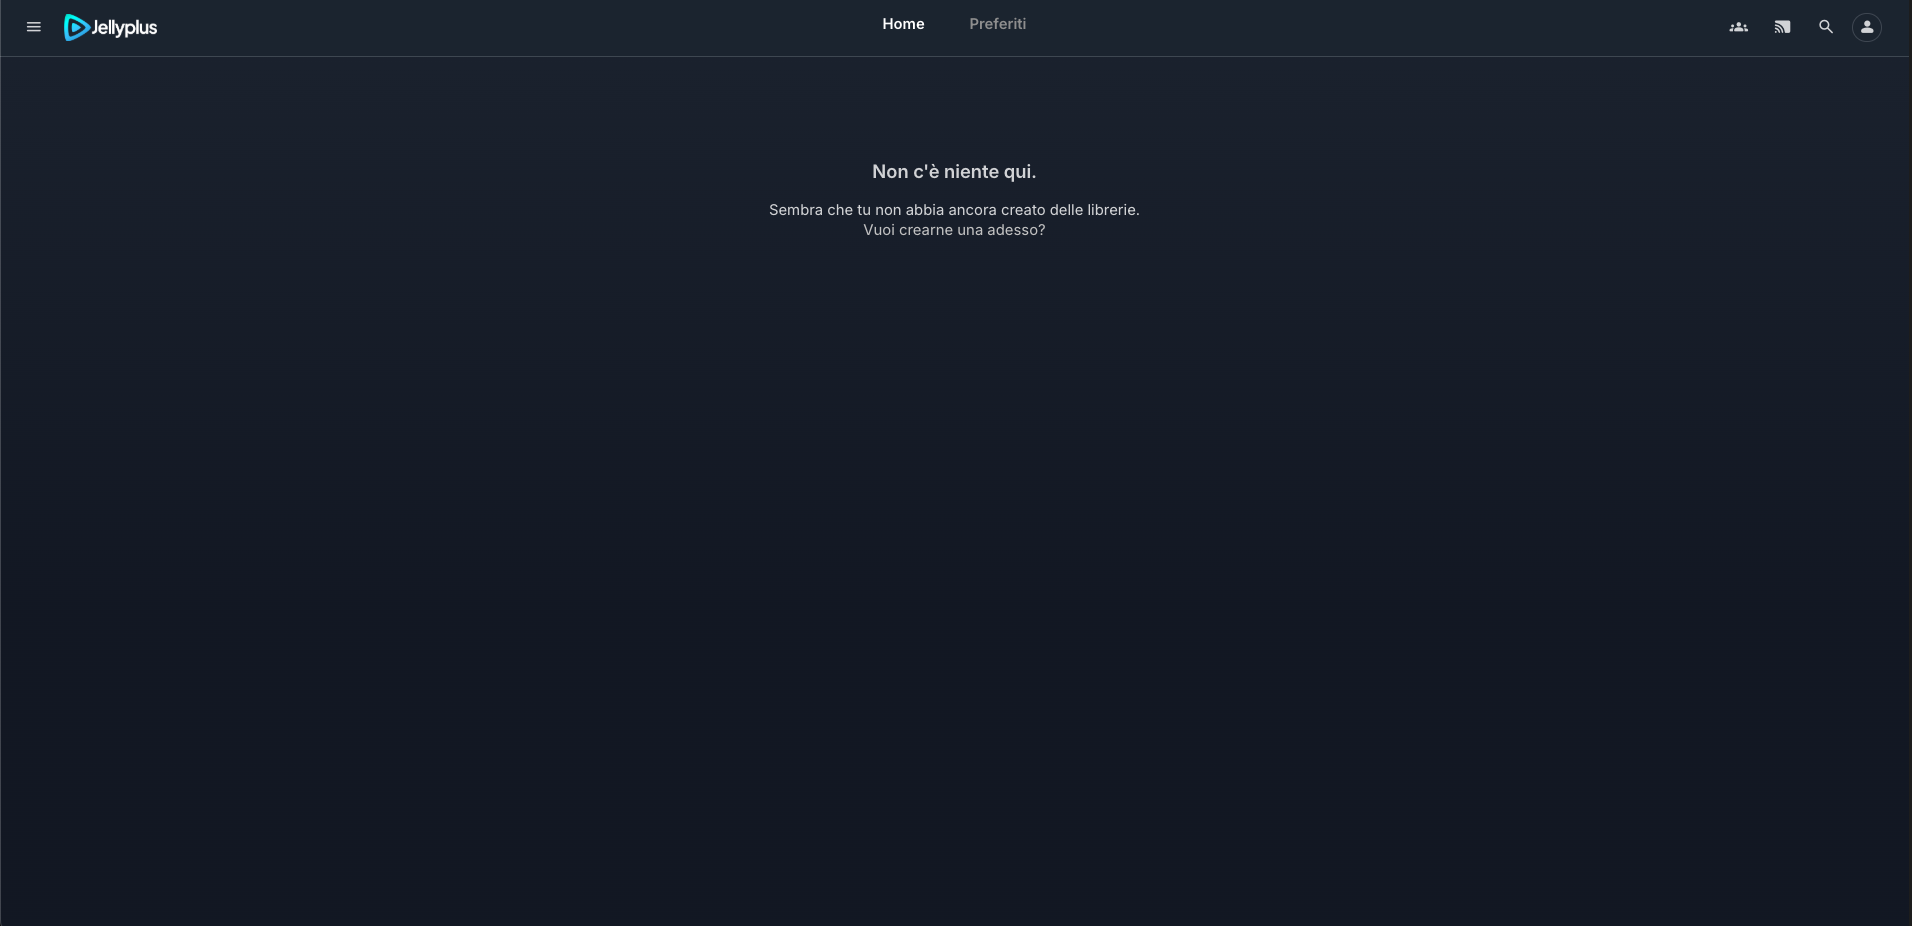 Jellyplus
Home
Preferiti
Non c'è niente qui.
Sembra che tu non abbia ancora creato delle librerie.
Vuoi crearne una adesso?